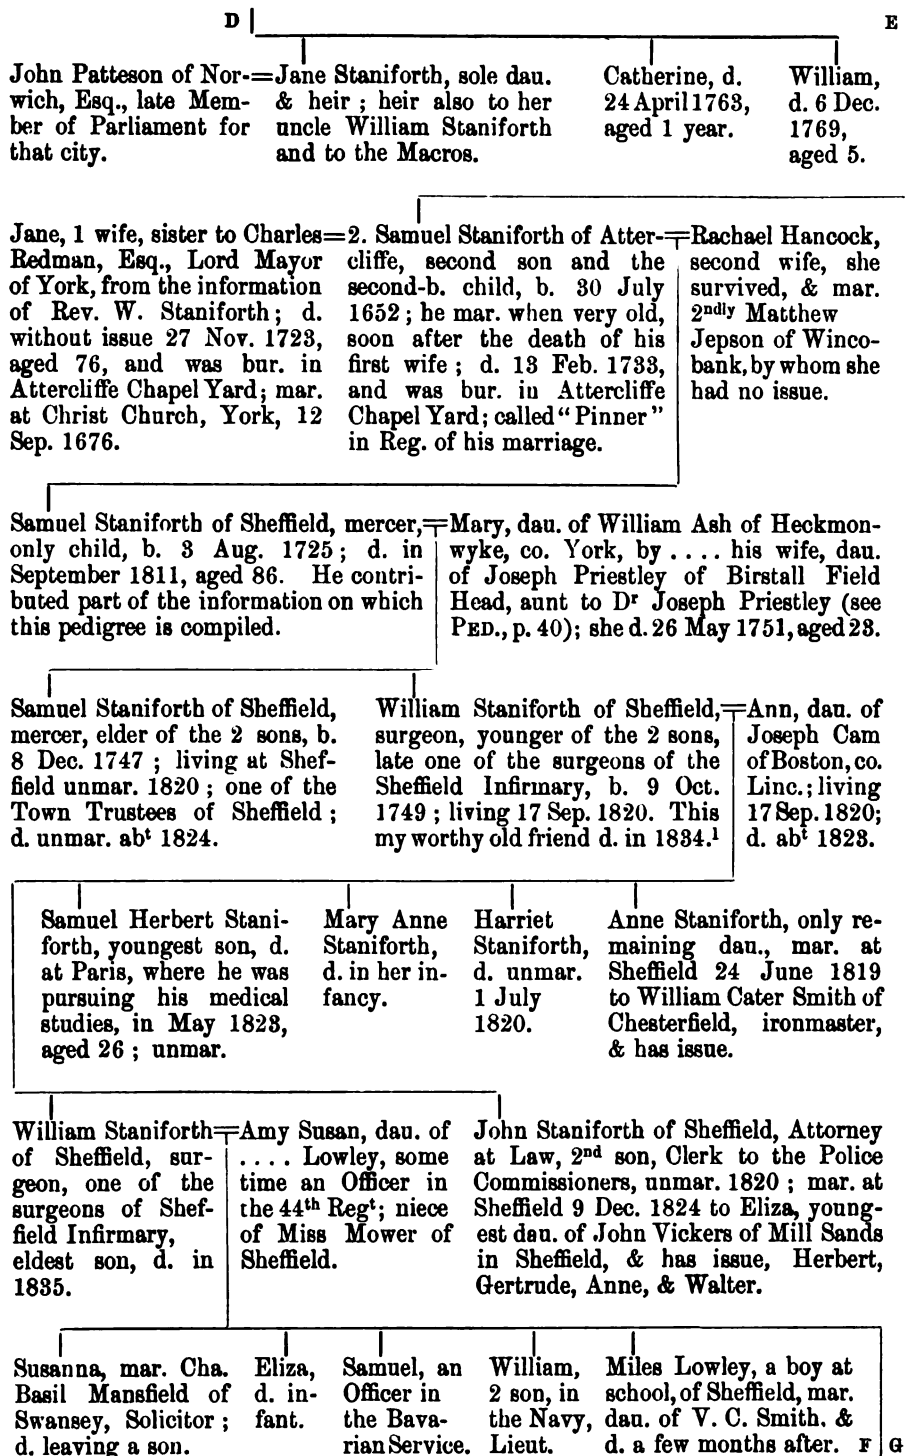 D E
John Patteson of Nor-=
wich, Esq., late Mem-
ber of Parliament for
that city.
Jane Staniforth, sole dau.
& heir ; heir also to her
uncle William Staniforth
and to the Macros.
Catherine, d.
24 April 1763,
aged 1 year.
William,
d. 6 Dec.
1769,
aged 5.
Jane, 1 wife, sister to Charles=
Redman, Esq., Lord Mayor
of York, from the information
of Rev. W. Staniforth ; d.
without issue 27 Nov. 1723,
aged 76, and was bur. in
Attercliffe Chapel Yard; mar.
at Christ Church, York, 12
Sep. 1676.
2. Samuel Staniforth of Atter-=
cliffe, second son and the
second-b. child, b. 30 July
1652 ; he mar. when very old,
soon after the death of his
first wife ; d. 13 Feb. 1733,
and was bur. in Attercliffe
Chapel Yard; called "Pinner"
in Reg. of his marriage.
Rachael Hancock,
second wife, she
survived, & mar.
2ndly Matthew
Jepson of Winco-
bank, by whom she
had no issue.
Samuel Staniforth of Sheffield, mercer,=
only child, b. 3 Aug. 1725 ; d. in
September 1811, aged 86. He contri-
buted part of the information on which
this pedigree is compiled.
Mary, dau. of William Ash of Heckmon-
wyke, co. York, by .... his wife, dau.
of Joseph Priestley of Birstall Field
Head, aunt to Dr Joseph Priestley (see
PED., p. 40); she d. 26 May 1751, aged 23.
Samuel Staniforth of Sheffield,
mercer, elder of the 2 sons, b.
8 Dec. 1747 ; living at Shef-
field unmar. 1820 ; one of the
Town Trustees of Sheffield ;
d. unmar. abt 1824.
William Staniforth of Sheffield,=
surgeon, younger of the 2 sons,
late one of the surgeons of the
Sheffield Infirmary, b. 9 Oct.
1749 ; living 17 Sep. 1820. This
my worthy old friend d. in 1834.1
Ann, dau. of
Joseph Cam
of Boston, co.
Linc.; living
17 Sep. 1820;
d. abt 1823.
Samuel Herbert Stani-
forth, youngest son, d.
at Paris, where he was
pursuing his medical
studies, in May 1823,
aged 26 ; unmar.
Mary Anne
Staniforth,
d. in her in-
fancy.
Harriet
Staniforth,
d. unmar.
1 July
1820.
Anne Staniforth, only re-
maining dau., mar. at
Sheffield 24 June 1819
to William Cater Smith of
Chesterfield, ironmaster,
& has issue.
William Staniforth=
of Sheffield, sur-
geon, one of the
surgeons of Shef-
field Infirmary,
eldest son, d. in
1835.
Amy Susan, dau. of
.... Lowley, some
time an Officer in
the 44th Regt; niece
of Miss Mower of
Sheffield.
John Staniforth of Sheffield, Attorney
at Law, 2nd son, Clerk to the Police
Commissioners, unmar. 1820 ; mar. at
Sheffield 9 Dec. 1824 to Eliza, young-
est dau. of John Vickers of Mill Sands
in Sheffield, & has issue, Herbert,
Gertrude, Anne, & Walter.
Susanna, mar. Cha.
Basil Mansfield of
Swansey, Solicitor ;
d. leaving a son.
Eliza,
d. in-
fant.
Samuel, an
Officer in
the Bava-
rian Service.
William,
2 son, in
the Navy,
Lieut.
Miles Lowley, a boy at
school, of Sheffield, mar.
dau. of V. C. Smith, &
d. a few months after.
F G